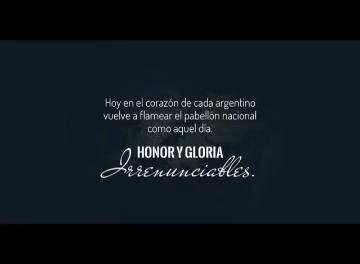 Hoy en el corazón de cada argentino
vuelve a flamear el pabellón nacional
como aquel día.
HONOR Y GLORIA
Irrenunciables.